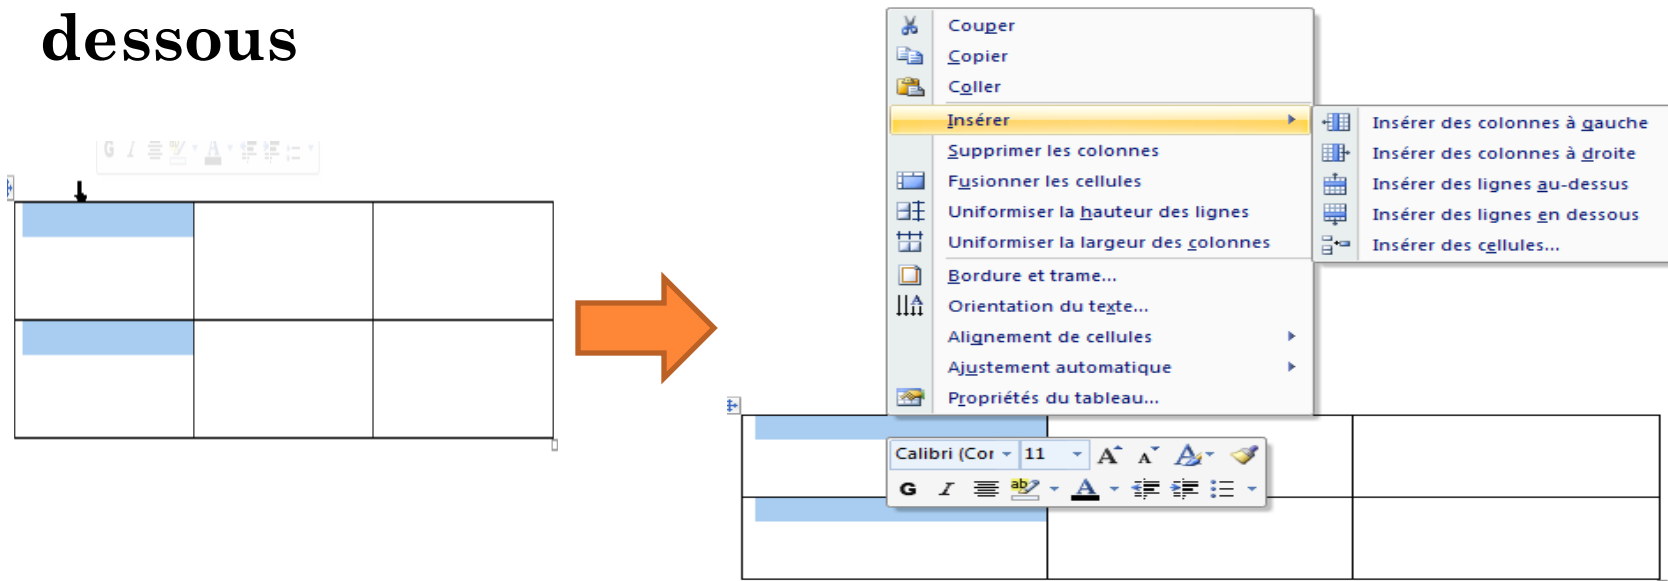 dessous
G I A
Couper
Copier
Coller
Insérer
Supprimer les colonnes
Fusionner les cellules
Uniformiser la hauteur des lignes
Uniformiser la largeur des colonnes
Bordure et trame...
Orientation du texte...
Alignement de cellules
Ajustement automatique
Propriétés du tableau...
Insérer des colonnes à gauche
Insérer des colonnes à droite
Insérer des lignes au-dessus
Insérer des lignes en dessous
Insérer des cellules...
Calibri (Cor 11 A A A
G I ab A